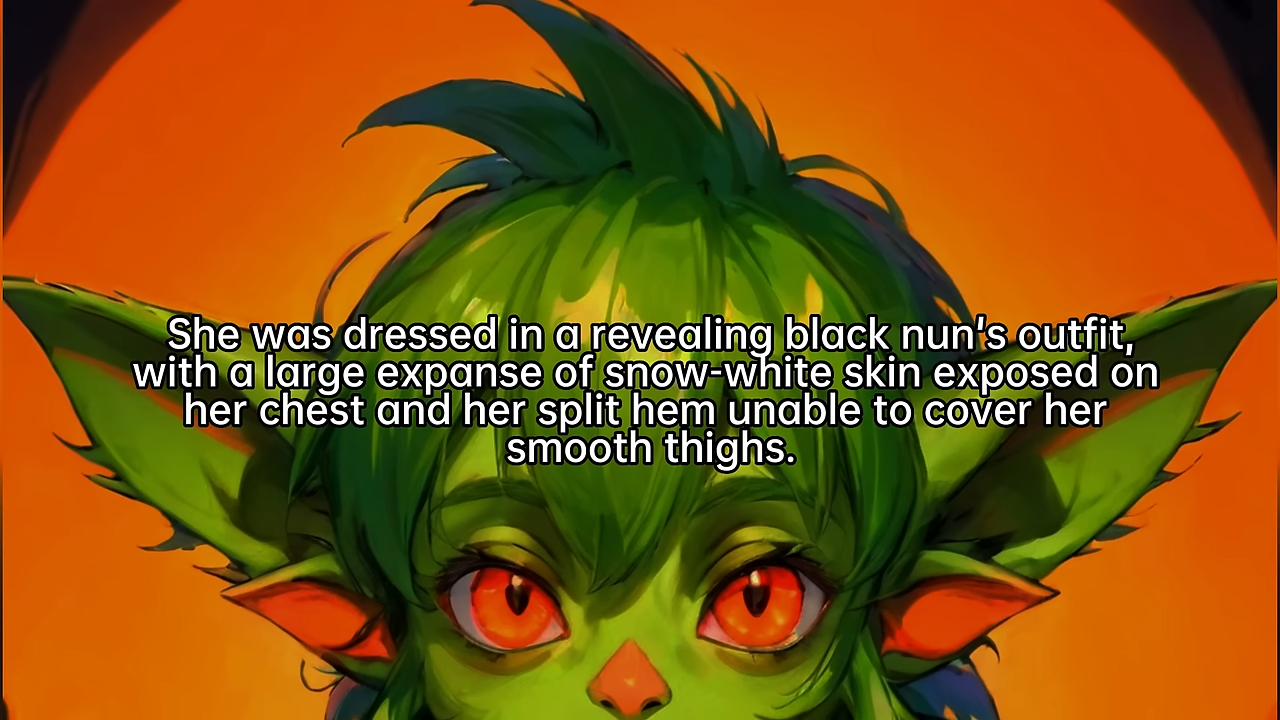 She was dressed in a revealing black nun's outfit,
with a large expanse of snow-white skin exposed on
her chest and her split hem unable to cover her
smooth thighs.